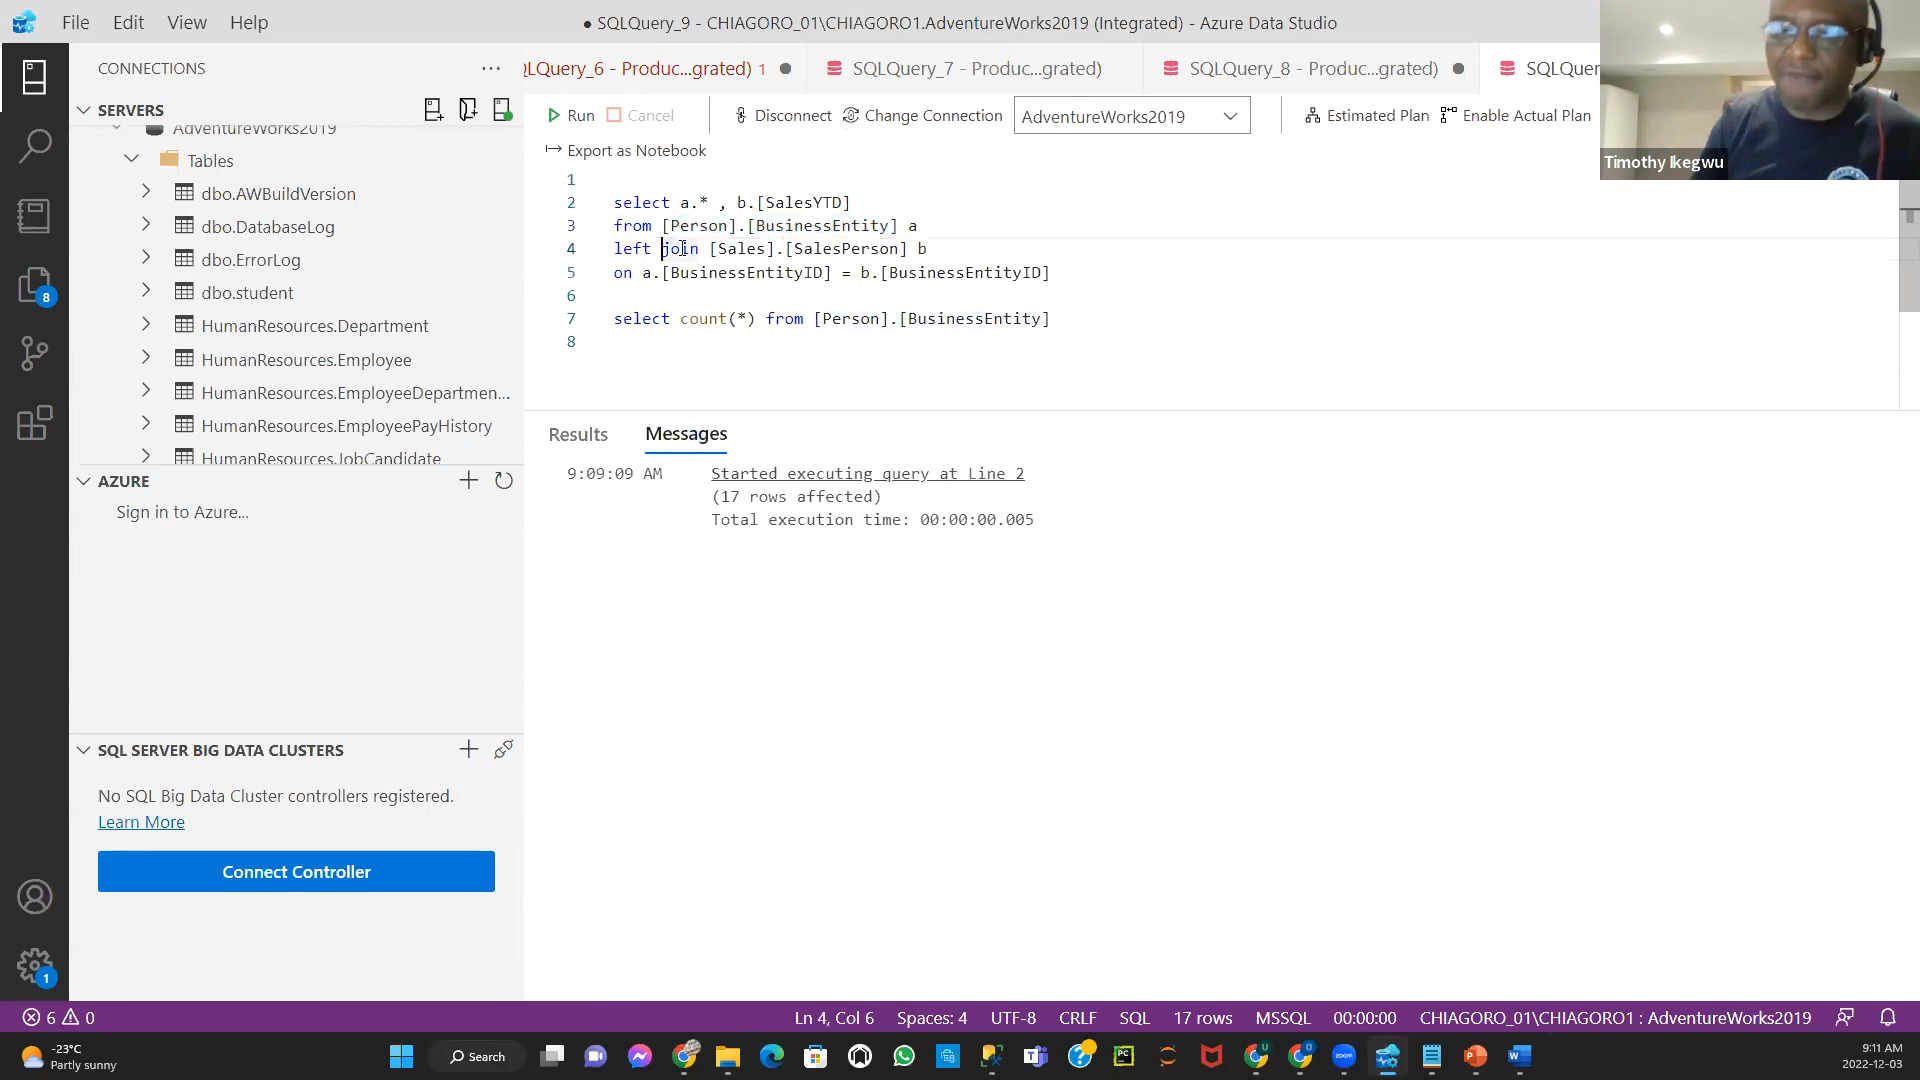 File Edit View Help
● SQLQuery_9 - CHIAGORO_01\CHIAGORO1.AdventureWorks2019 (Integrated) - Azure Data Studio
CONNECTIONS ...
QLQuery_6 - Produc...grated) 1
SQLQuery_7 - Produc...grated)
SQLQuery_8 - Produc...grated)
SQLQuer
SERVERS
Run Cancel Disconnect Change Connection AdventureWorks2019 Estimated Plan Enable Actual Plan
Export as Notebook
Timothy Ikegwu
AdventureWorks2019
Tables
dbo.AWBuildVersion
dbo.DatabaseLog
dbo.ErrorLog
dbo.student
HumanResources.Department
HumanResources.Employee
HumanResources.EmployeeDepartmen...
HumanResources.EmployeePayHistory
HumanResources.JobCandidate
1
2 select a.* , b.[SalesYTD]
3 from [Person].[BusinessEntity] a
4 left join [Sales].[SalesPerson] b
5 on a.[BusinessEntityID] = b.[BusinessEntityID]
6
7 select count(*) from [Person].[BusinessEntity]
8
Results Messages
9:09:09 AM Started executing query at Line 2
(17 rows affected)
Total execution time: 00:00:00.005
8
AZURE
Sign in to Azure...
SQL SERVER BIG DATA CLUSTERS
No SQL Big Data Cluster controllers registered.
Learn More
Connect Controller
1
6 0
Ln 4, Col 6 Spaces: 4 UTF-8 CRLF SQL 17 rows MSSQL 00:00:00 CHIAGORO_01\CHIAGORO1 : AdventureWorks2019
-23°C
Partly sunny
Search
PC
zoom
9:11 AM
2022-12-03